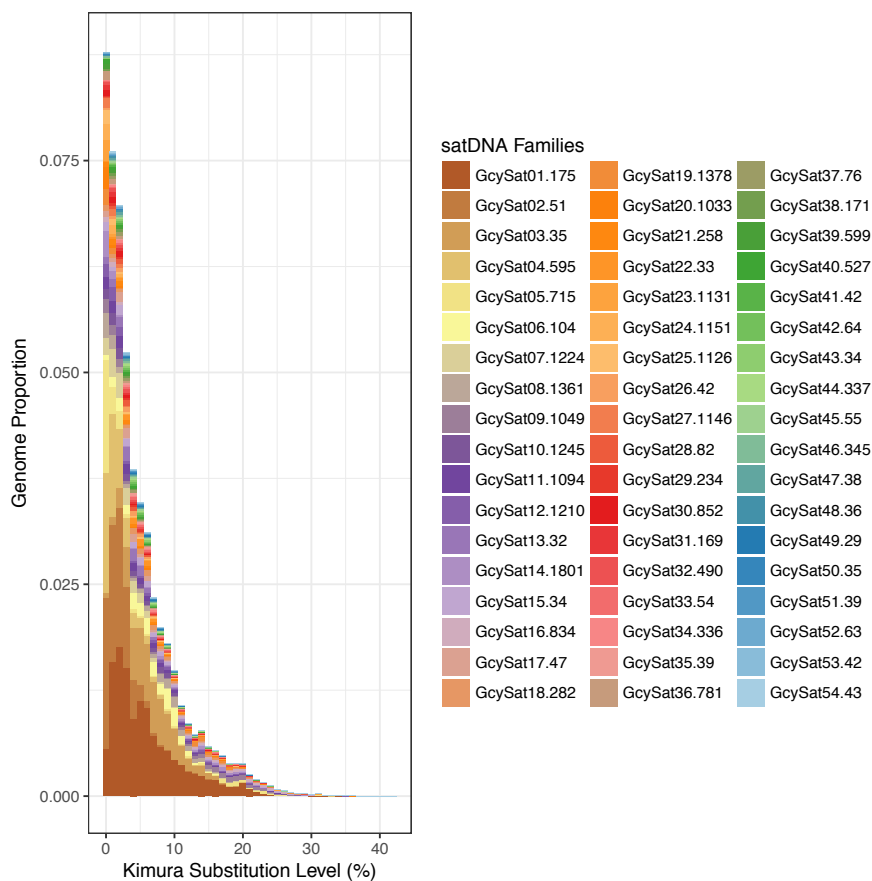 0.075
0.050
0.025
0.000
Genome Proportion
0 10 20 30 40
Kimura Substitution Level (%)
satDNA Families
GcySat01.175
GcySat02.51
GcySat03.35
GcySat04.595
GcySat05.715
GcySat06.104
GcySat07.1224
GcySat08.1361
GcySat09.1049
GcySat10.1245
GcySat11.1094
GcySat12.1210
GcySat13.32
GcySat14.1801
GcySat15.34
GcySat16.834
GcySat17.47
GcySat18.282
GcySat19.1378
GcySat20.1033
GcySat21.258
GcySat22.33
GcySat23.1131
GcySat24.1151
GcySat25.1126
GcySat26.42
GcySat27.1146
GcySat28.82
GcySat29.234
GcySat30.852
GcySat31.169
GcySat32.490
GcySat33.54
GcySat34.336
GcySat35.39
GcySat36.781
GcySat37.76
GcySat38.171
GcySat39.599
GcySat40.527
GcySat41.42
GcySat42.64
GcySat43.34
GcySat44.337
GcySat45.55
GcySat46.345
GcySat47.38
GcySat48.36
GcySat49.29
GcySat50.35
GcySat51.39
GcySat52.63
GcySat53.42
GcySat54.43